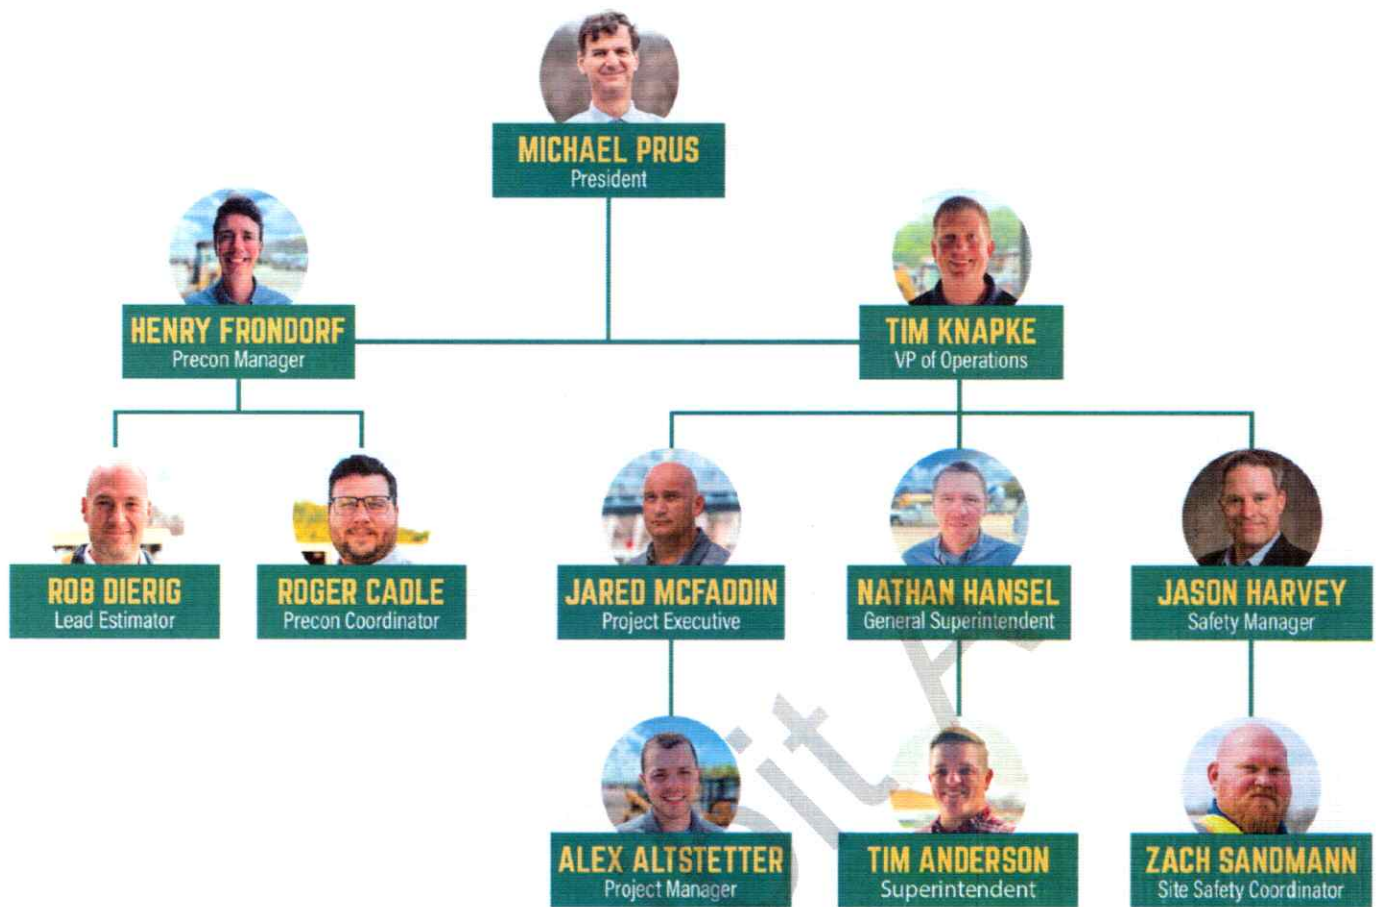 MICHAEL PRUS
President
HENRY FRONDORF
Precon Manager
TIM KNAPKE
VP of Operations
ROB DIERIG
Lead Estimator
ROGER CADLE
Precon Coordinator
JARED MCFADDIN
Project Executive
NATHAN HANSEL
General Superintendent
JASON HARVEY
Safety Manager
ALEX ALTSTETTER
Project Manager
TIM ANDERSON
Superintendent
ZACH SANDMANN
Site Safety Coordinator